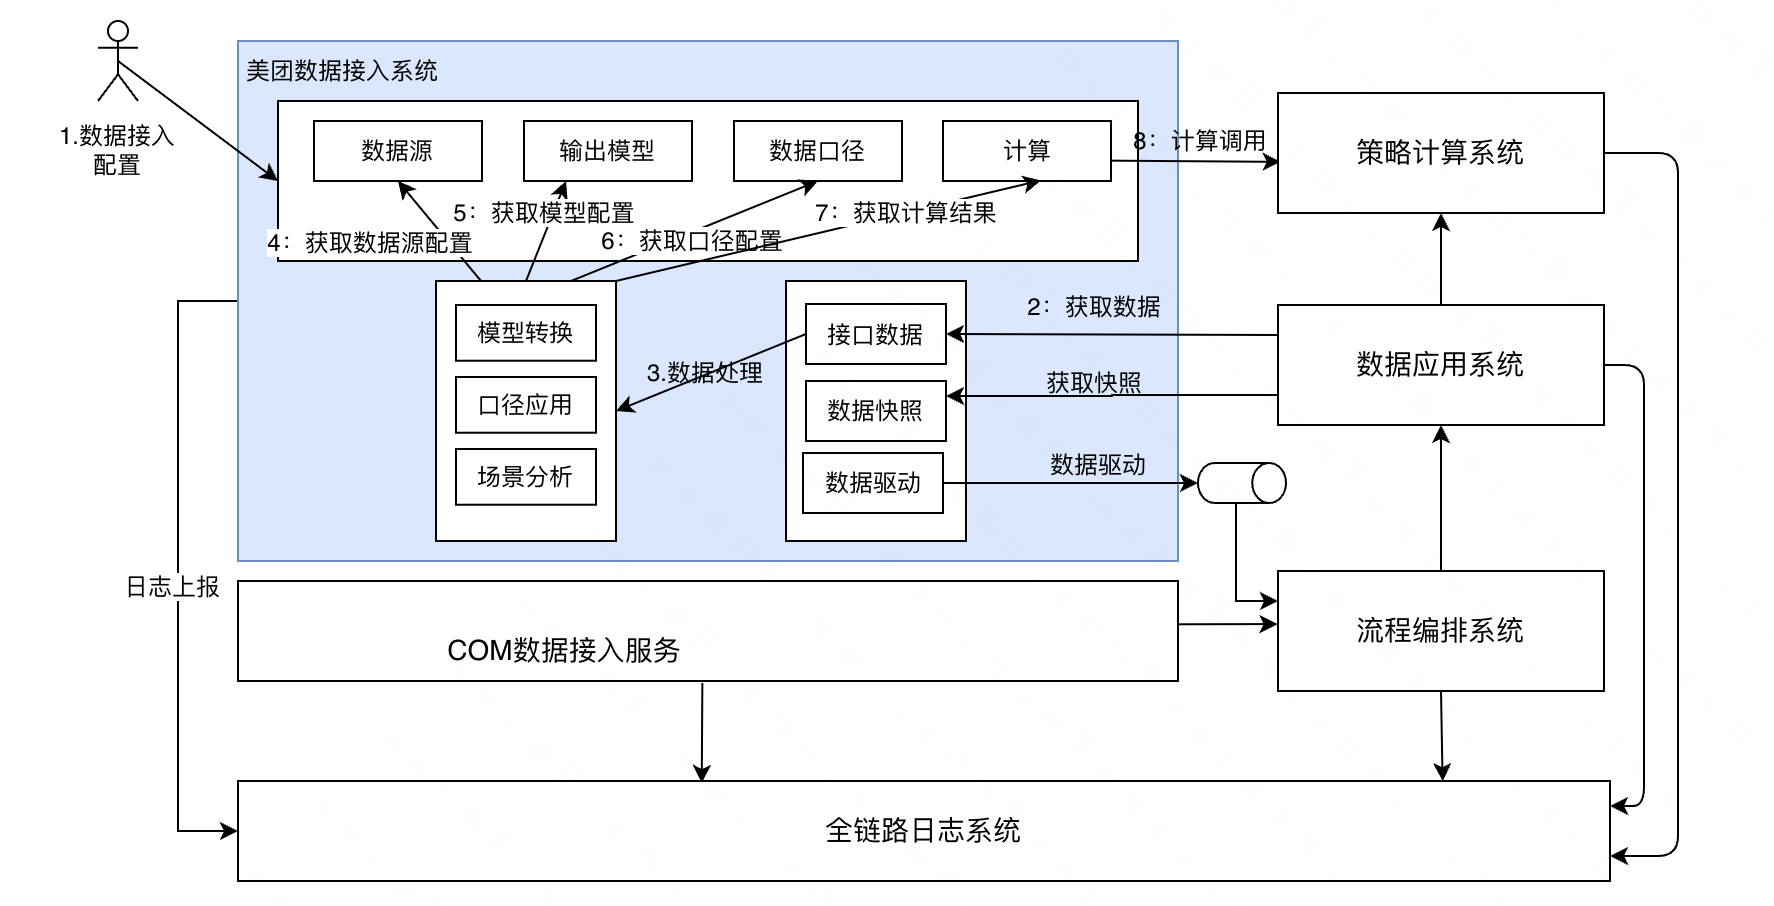 1.数据接入
配置
美团数据接入系统
数据源
输出模型
数据口径
计算
8：计算调用
策略计算系统
5：获取模型配置
7：获取计算结果
4：获取数据源配置
6：获取口径配置
模型转换
口径应用
场景分析
3.数据处理
接口数据
数据快照
数据驱动
2：获取数据
获取快照
数据驱动
数据应用系统
日志上报
COM数据接入服务
流程编排系统
全链路日志系统